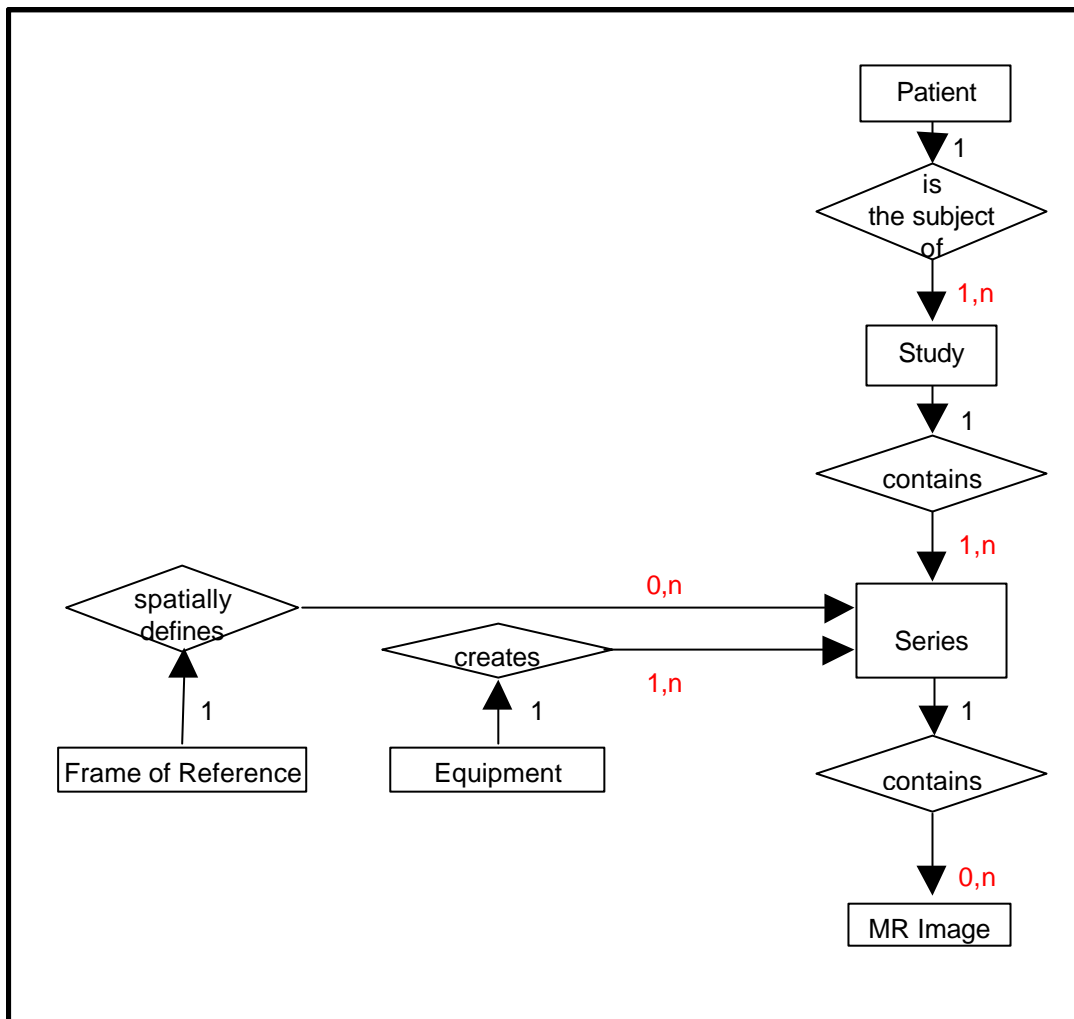 Patient
1
is
the subject
of
1,n
Study
1
contains
1,n
spatially
defines
0,n
creates
1,n
Series
1
1
1
Frame of Reference
Equipment
contains
0,n
MR Image